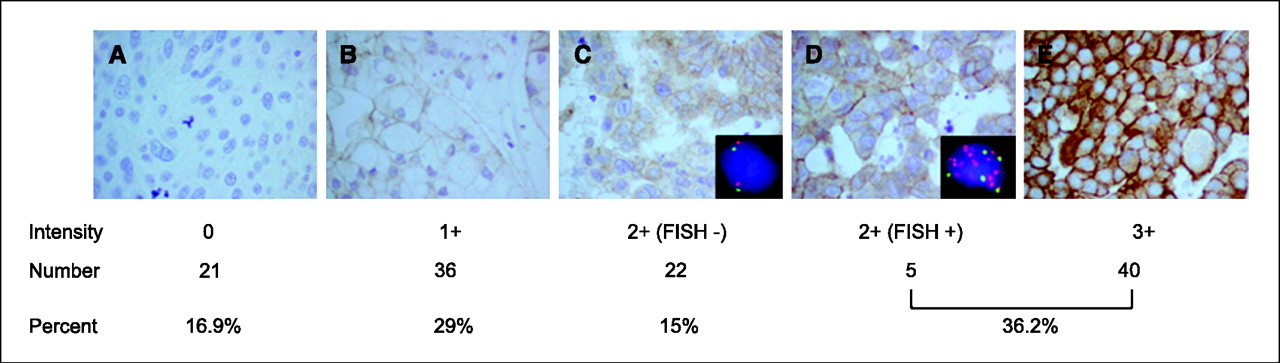 A B C D E
Intensity 0 1+ 2+ (FISH -) 2+ (FISH +) 3+
Number 21 36 22 5 40
Percent 16.9% 29% 15% 36.2%